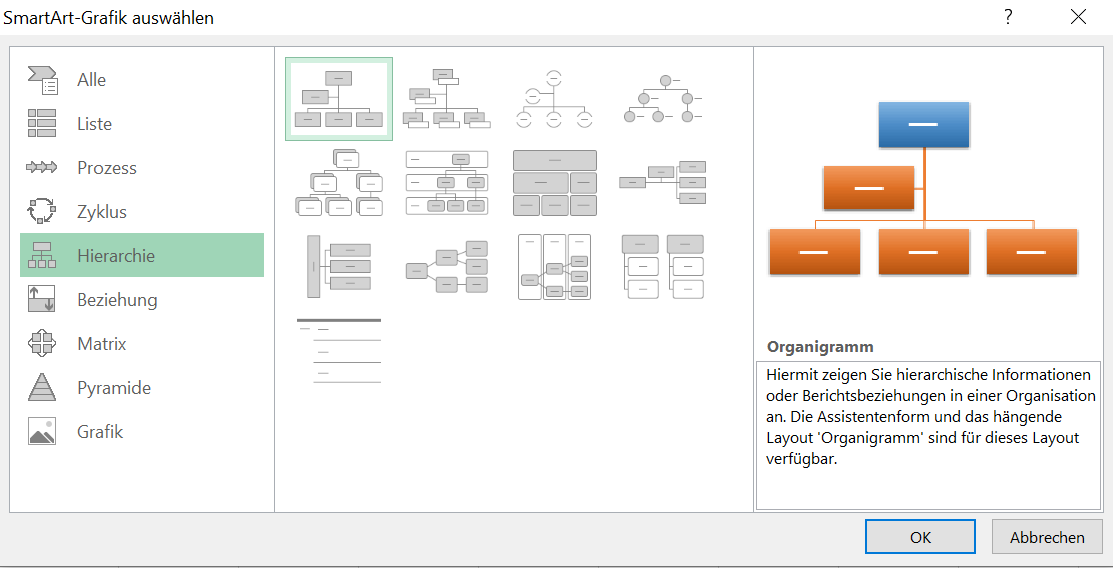 SmartArt-Grafik auswählen
?
Alle
Liste
Prozess
Zyklus
Hierarchie
Beziehung
Matrix
Pyramide
Grafik
Organigramm
Hiermit zeigen Sie hierarchische Informationen
oder Berichtsbeziehungen in einer Organisation
an. Die Assistentenform und das hängende
Layout 'Organigramm' sind für dieses Layout
verfügbar.
OK
Abbrechen